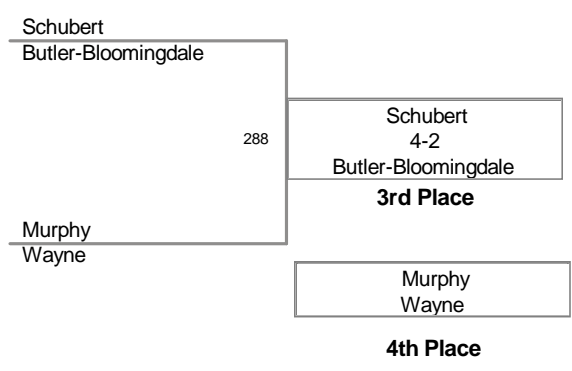 Schubert
Butler-Bloomingdale
288
Schubert
4-2
Butler-Bloomingdale
3rd Place
Murphy
Wayne
Murphy
Wayne
4th Place